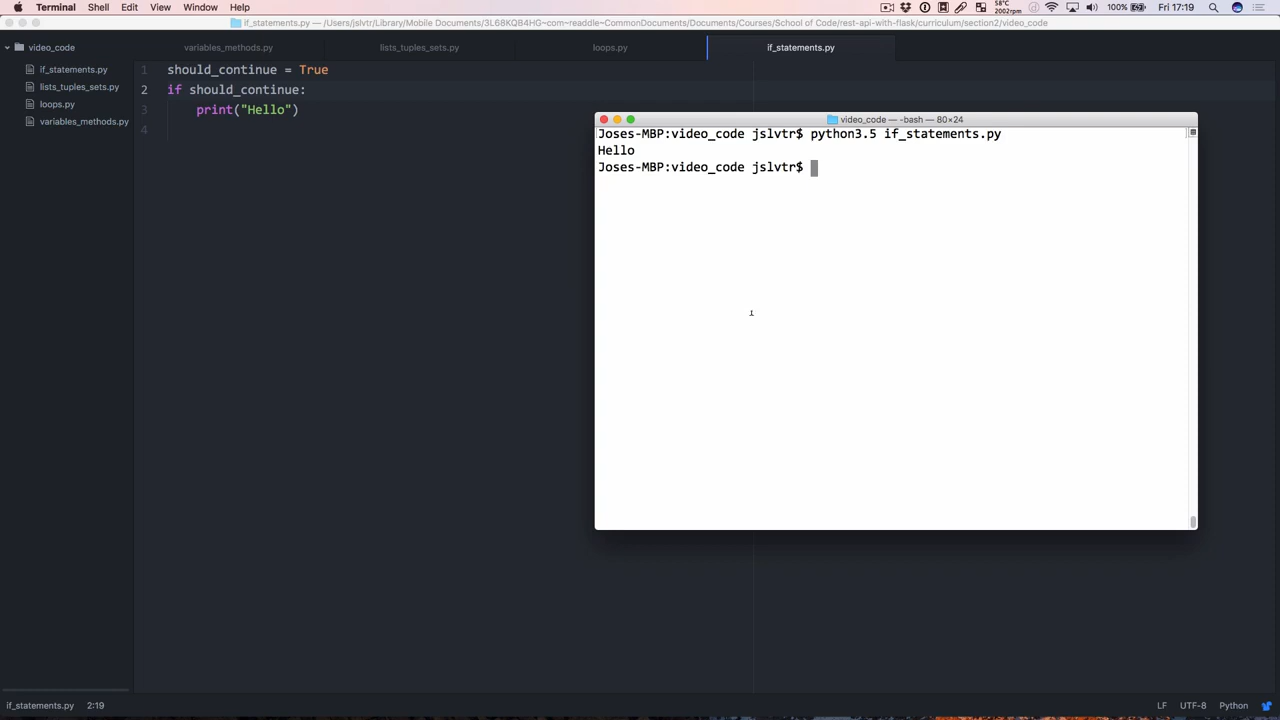 Terminal Shell Edit View Window Help 58°C 2002rpm 100% Fri 17:19
if_statements.py — /Users/jslvtr/Library/Mobile Documents/3L68KQB4HG~com~readdle~CommonDocuments/Documents/Courses/School of Code/rest-api-with-flask/curriculum/section2/video_code
video_code
if_statements.py
lists_tuples_sets.py
loops.py
variables_methods.py
variables_methods.py lists_tuples_sets.py loops.py if_statements.py
1 should_continue = True
2 if should_continue:
3 print("Hello")
4
video_code — -bash — 80×24
Joses-MBP:video_code jslvtr$ python3.5 if_statements.py
Hello
Joses-MBP:video_code jslvtr$
if_statements.py 2:19 LF UTF-8 Python